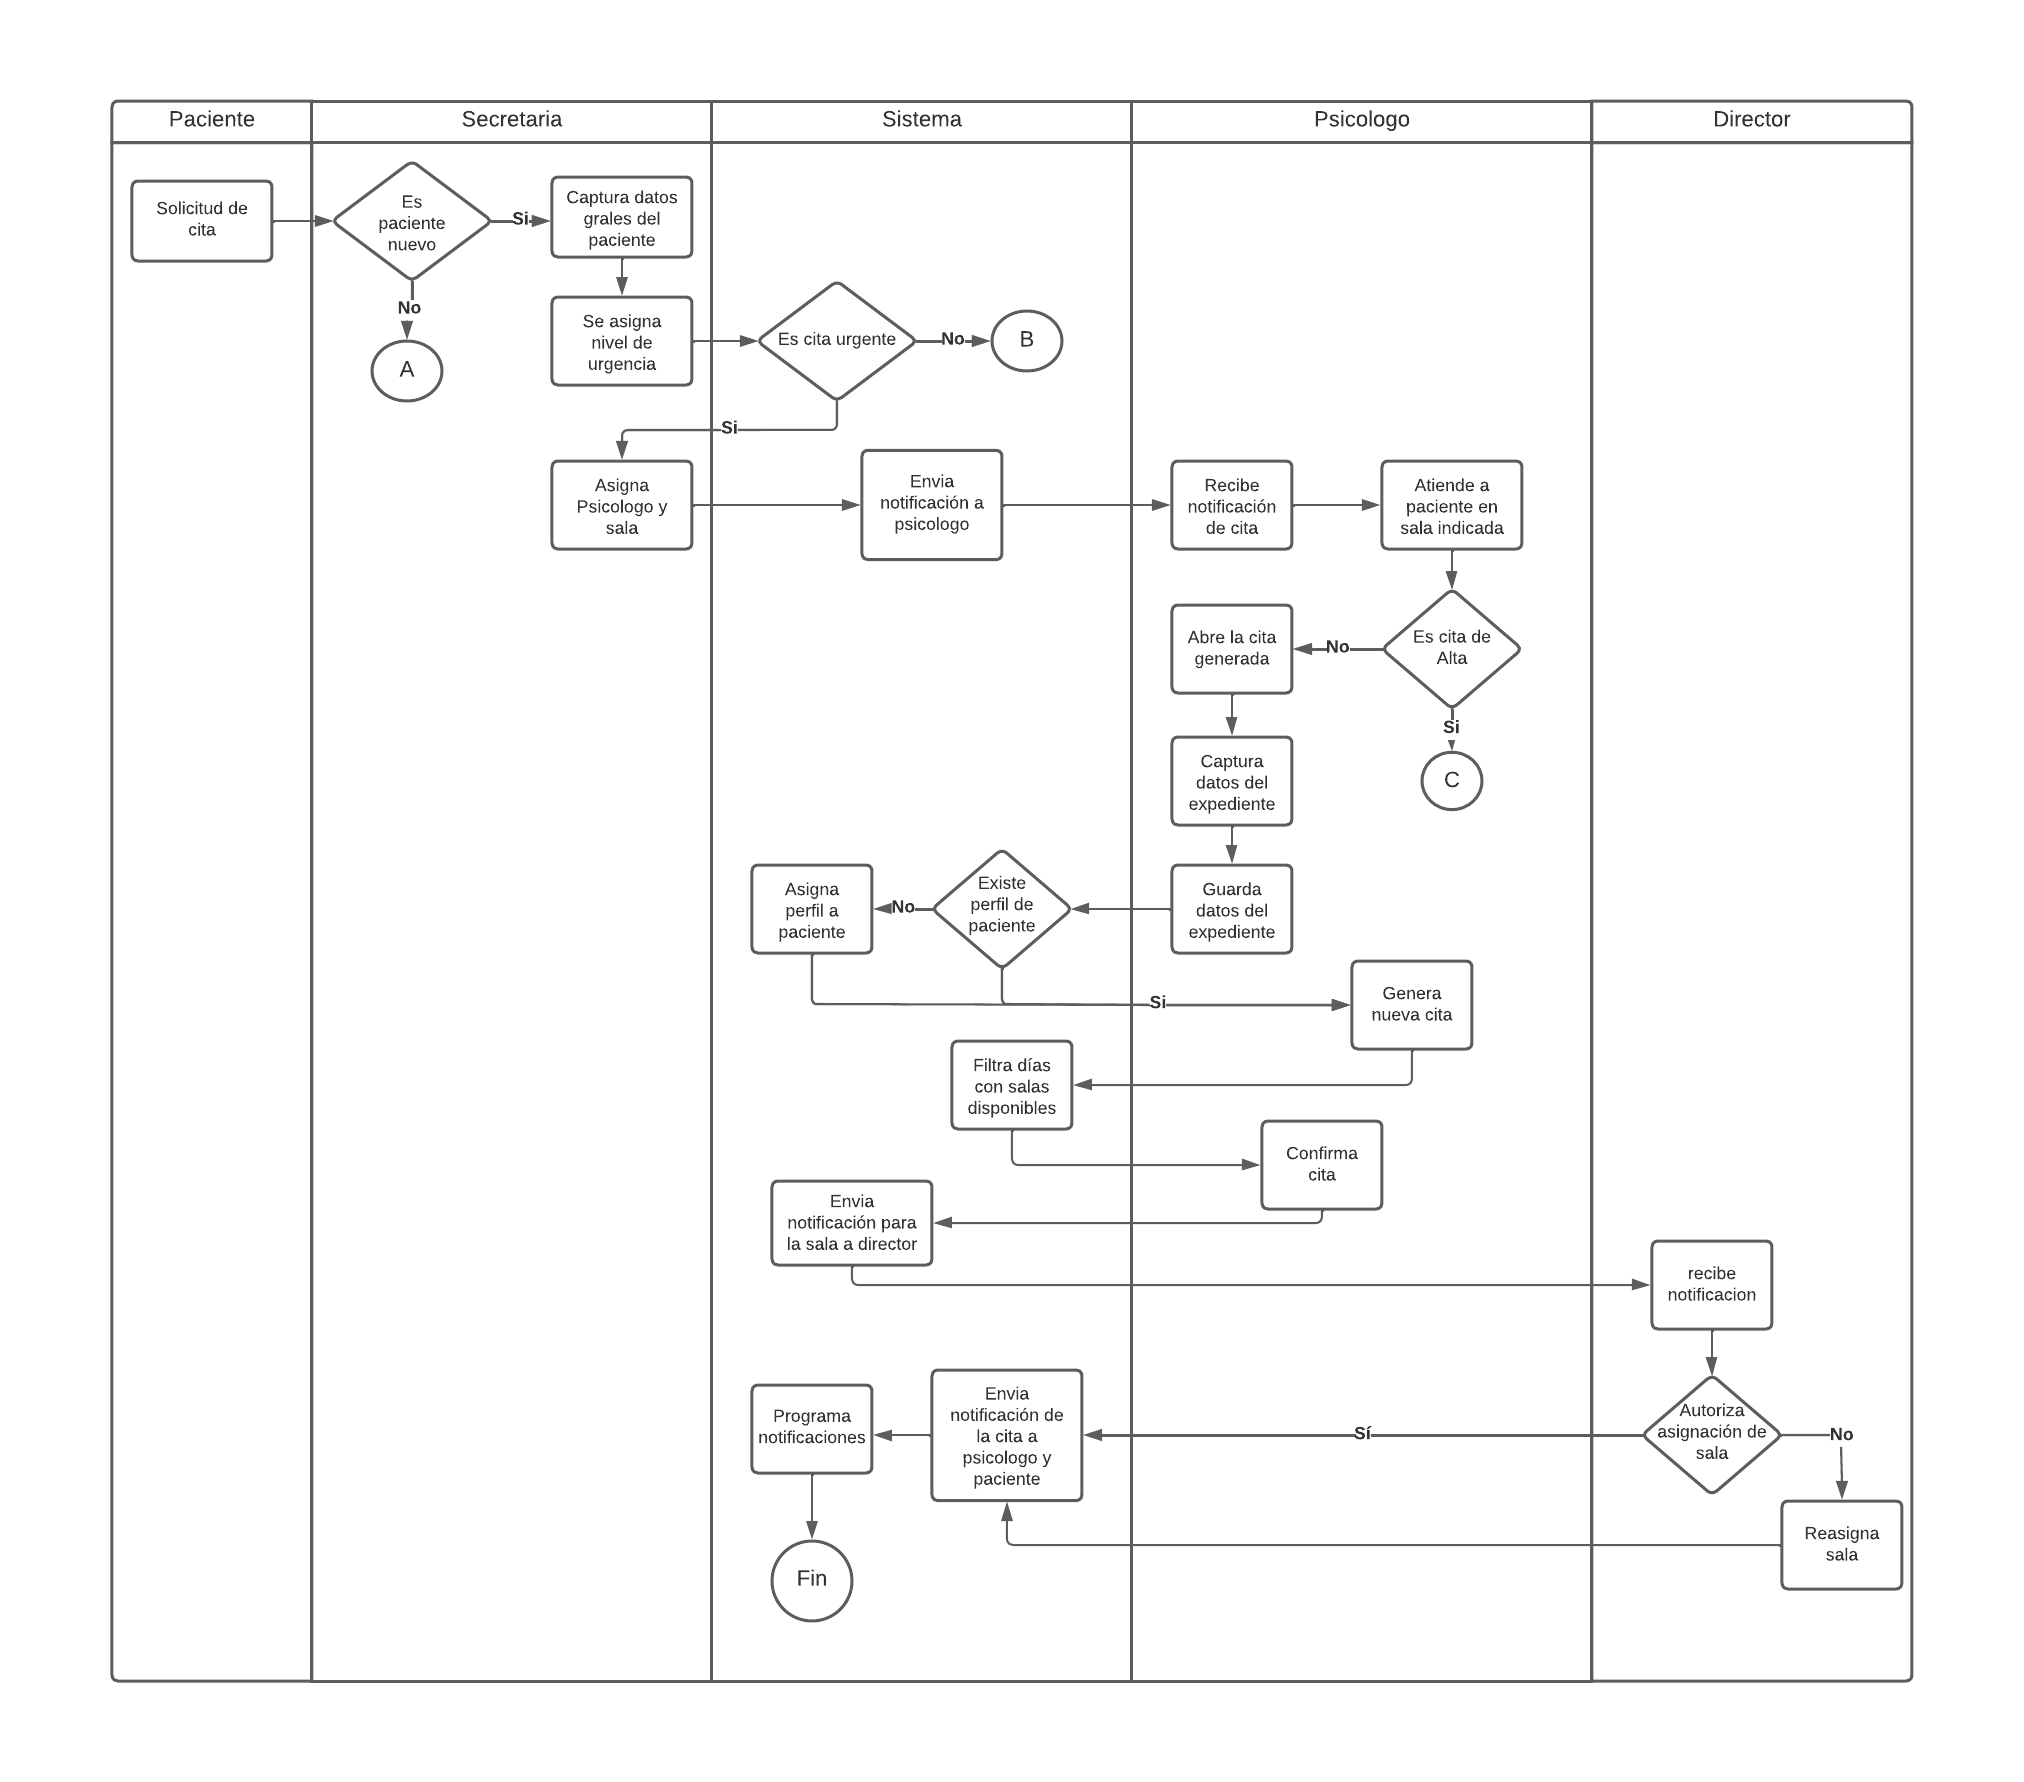 Paciente
Secretaria
Sistema
Psicologo
Director
Solicitud de
cita
Es
paciente
nuevo
Si
Captura datos
grales del
paciente
No
A
Se asigna
nivel de
urgencia
Es cita urgente
No
B
Si
Asigna
Psicologo y
sala
Envia
notificación a
psicologo
Recibe
notificación
de cita
Atiende a
paciente en
sala indicada
Es cita de
Alta
No
Abre la cita
generada
Si
C
Captura
datos del
expediente
Guarda
datos del
expediente
Existe
perfil de
paciente
No
Asigna
perfil a
paciente
Si
Genera
nueva cita
Filtra días
con salas
disponibles
Confirma
cita
Envia
notificación para
la sala a director
recibe
notificacion
Autoriza
asignación de
sala
No
Sí
Envia
notificación de
la cita a
psicologo y
paciente
Programa
notificaciones
Reasigna
sala
Fin